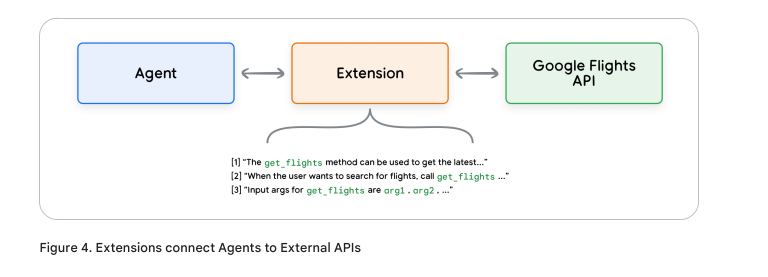 Agent
Extension
Google Flights
API
[1] "The get_flights method can be used to get the latest..."
[2] "When the user wants to search for flights, call get_flights ..."
[3] "Input args for get_flights are arg1, arg2, ..."
Figure 4. Extensions connect Agents to External APIs